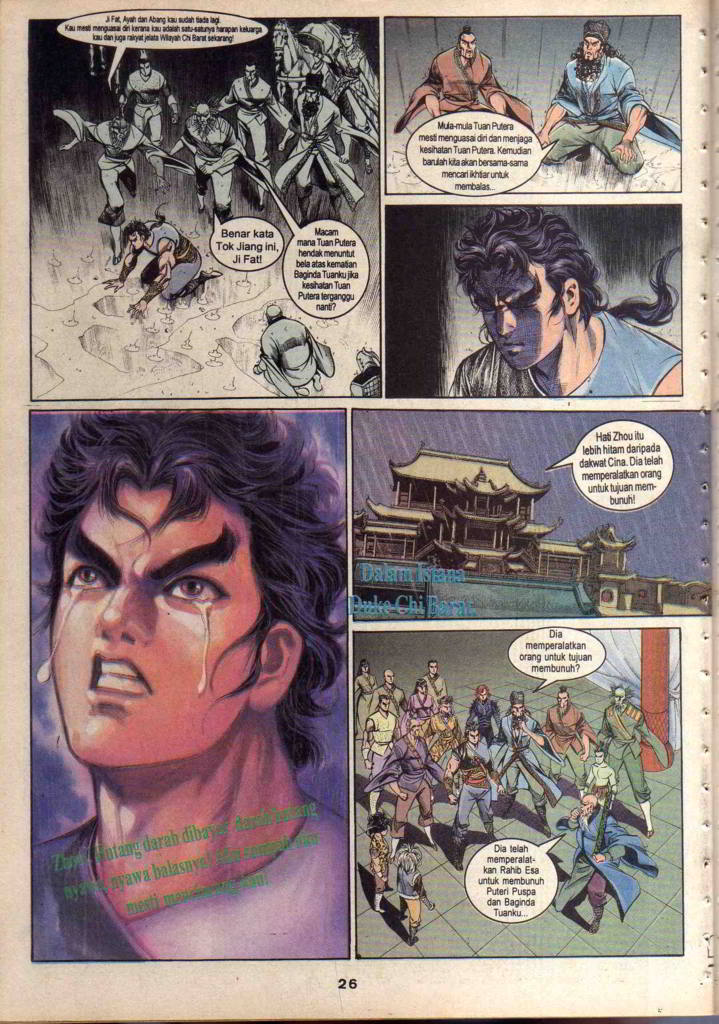 Ji Fat, Ayah dan Abang kau sudah tiada lagi.
Kau mesti menguasai diri kerana kau adalah satu-satunya harapan keluarga
kau dan juga rakyat jelata Wilayah Chi Barat sekarang!
Benar kata
Tok Jiang ini,
Ji Fat!
Macam
mana Tuan Putera
hendak menuntut
bela atas kematian
Baginda Tuanku jika
kesihatan Tuan
Putera terganggu
nanti?
Mula-mula Tuan Putera
mesti menguasai diri dan menjaga
kesihatan Tuan Putera. Kemudian
barulah kita akan bersama-sama
mencari ikhtiar untuk
membalas...
hutang darah dibayar darah hutang
nyawa, nyawa balasnya!
mesti
Hati Zhou itu
lebih hitam daripada
dakwat Cina. Dia telah
memperalatkan orang
untuk tujuan mem-
bunuh!
Dalam Istana
Duke Chi Barat.
Dia
memperalatkan
orang untuk tujuan
membunuh?
Dia telah
memperalat-
kan Rahib Esa
untuk membunuh
Puteri Puspa
dan Baginda
Tuanku...
26